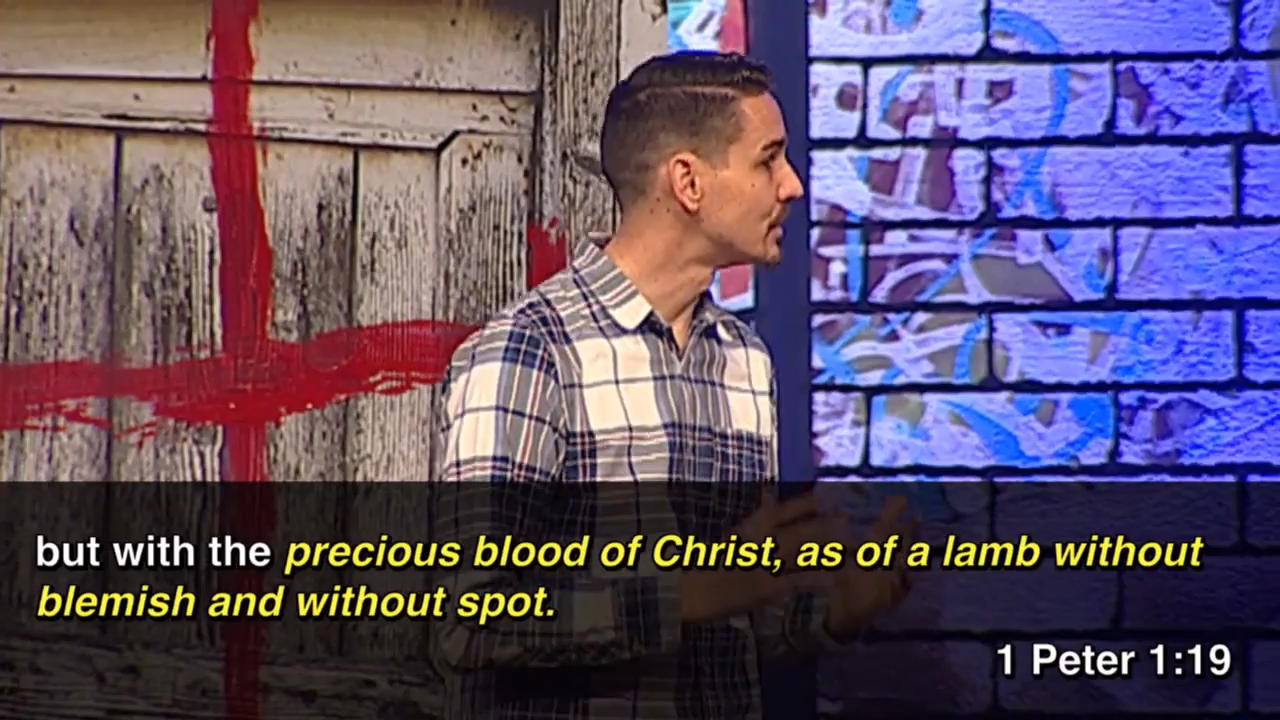 but with the precious blood of Christ, as of a lamb without
blemish and without spot.
1 Peter 1:19